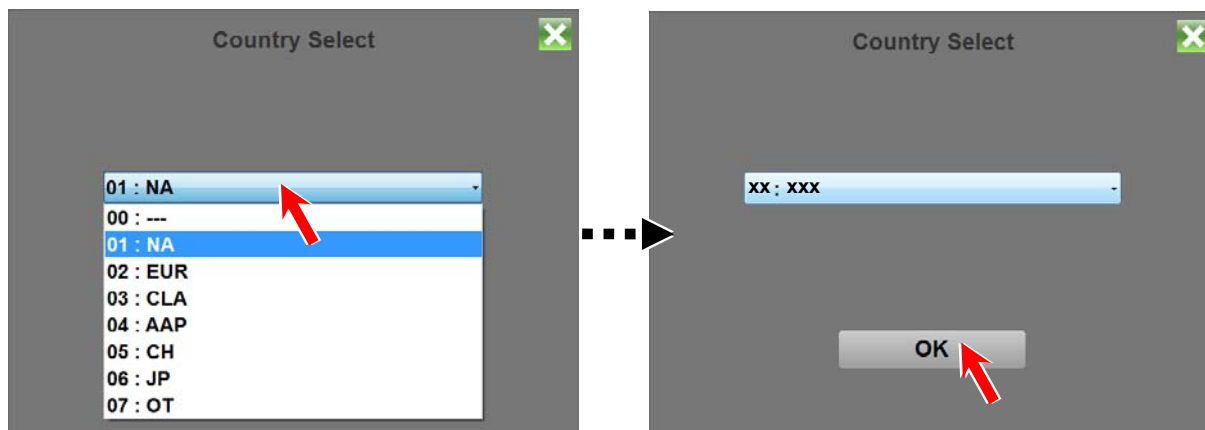 Country Select
01 : NA
00 : ---
01 : NA
02 : EUR
03 : CLA
04 : AAP
05 : CH
06 : JP
07 : OT
Country Select
xx : xxx
OK